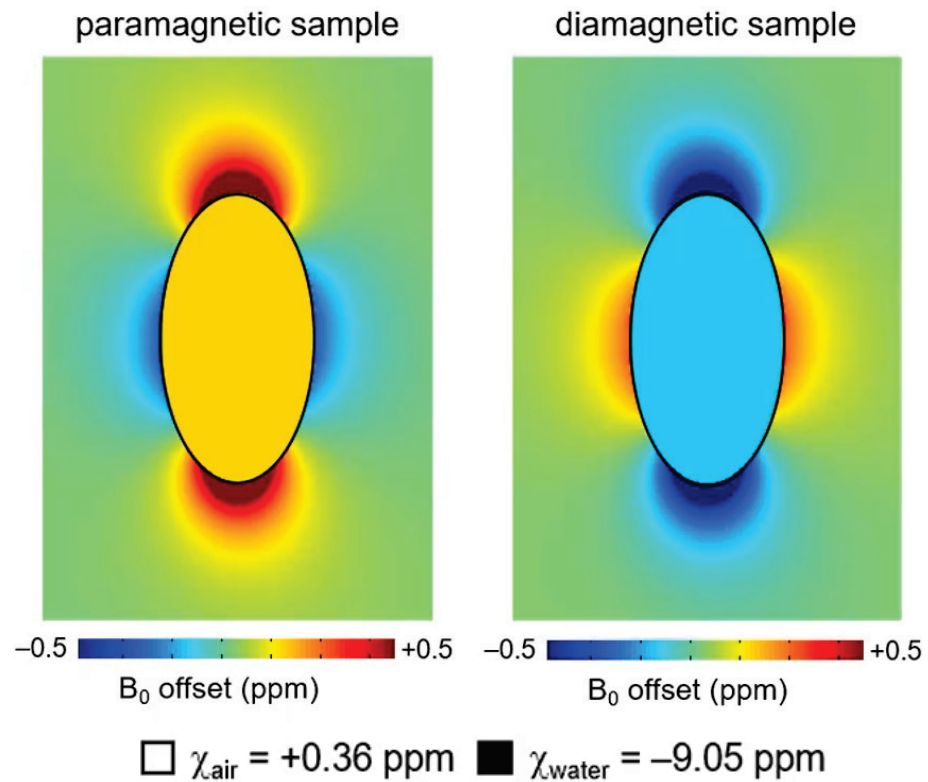 paramagnetic sample
diamagnetic sample
–0.5 +0.5
B₀ offset (ppm)
–0.5 +0.5
B₀ offset (ppm)
χair = +0.36 ppm χwater = –9.05 ppm